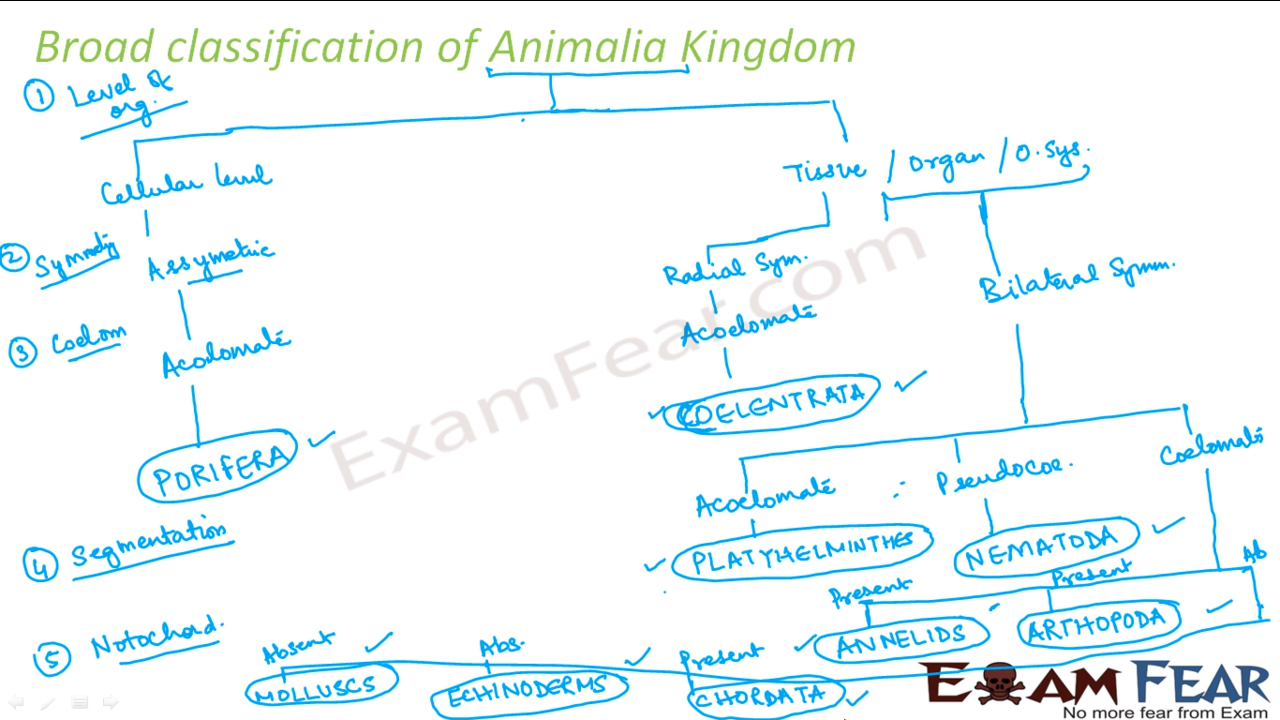 Broad classification of Animalia Kingdom
① Level of
org.
Cellular level
Tissue / Organ / O. Sys.
② Symmetry
Assymetric
Radial Sym.
Bilateral Symm.
③ Coelom
Acoelomate
Acoelomate
COELENTRATA
PORIFERA
Acoelomate
Pseudocoe.
Coelomate
④ Segmentation
PLATYHELMINTHES
NEMATODA
Present
Present
Ab
ANNELIDS
ARTHOPODA
⑤ Notochord.
Absent
Abs.
Present
MOLLUSCS
ECHINODERMS
CHORDATA
ExamFear.com
EXAM FEAR
No more fear from Exam